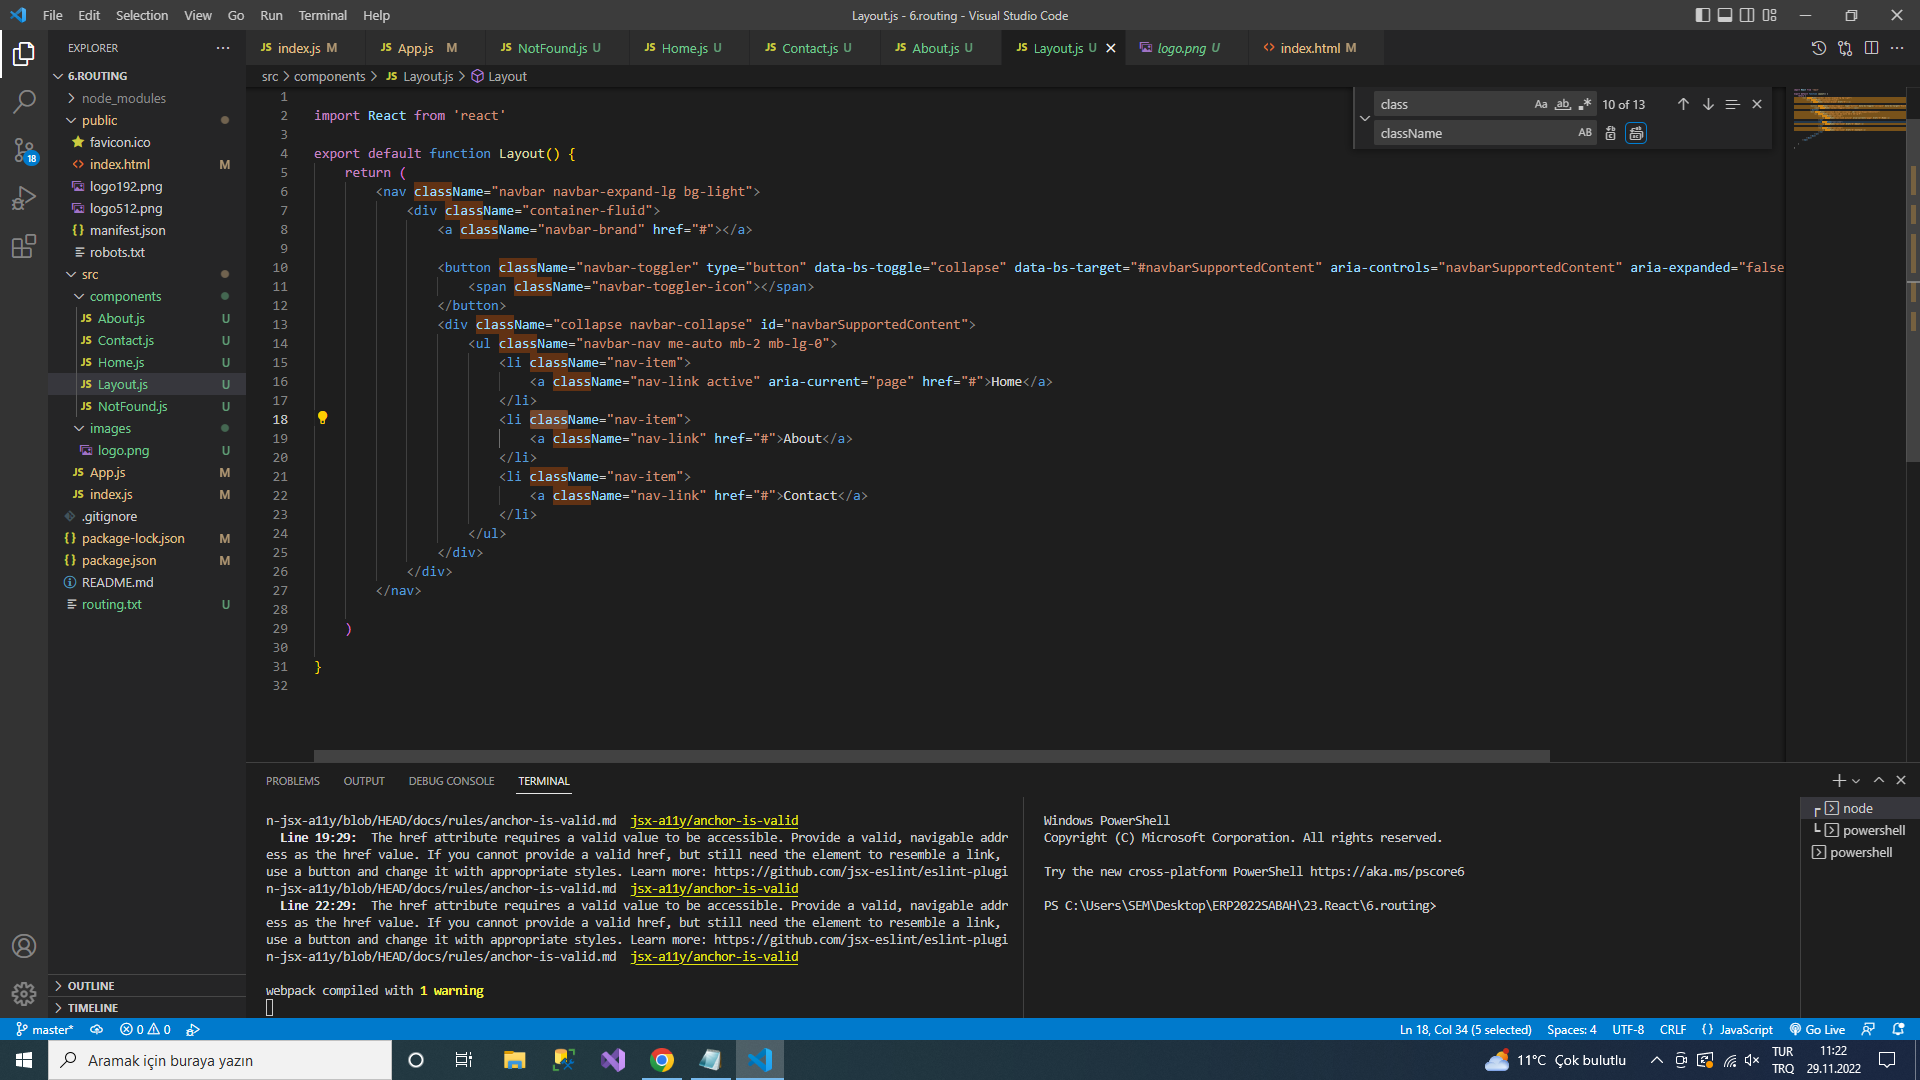 File Edit Selection View Go Run Terminal Help
Layout.js - 6.routing - Visual Studio Code
EXPLORER
6.ROUTING
node_modules
public
favicon.ico
index.html M
logo192.png
logo512.png
manifest.json
robots.txt
src
components
JS About.js U
JS Contact.js U
JS Home.js U
JS Layout.js U
JS NotFound.js U
images
logo.png U
JS App.js M
JS index.js M
.gitignore
package-lock.json M
package.json M
README.md
routing.txt U
OUTLINE
TIMELINE
18
JS index.js M JS App.js M JS NotFound.js U JS Home.js U JS Contact.js U JS About.js U JS Layout.js U logo.png U index.html M
src > components > JS Layout.js > Layout
class Aa ab 10 of 13
className AB
1
2 import React from 'react'
3
4 export default function Layout() {
5 return (
6 <nav className="navbar navbar-expand-lg bg-light">
7 <div className="container-fluid">
8 <a className="navbar-brand" href="#"></a>
9
10 <button className="navbar-toggler" type="button" data-bs-toggle="collapse" data-bs-target="#navbarSupportedContent" aria-controls="navbarSupportedContent" aria-expanded="false
11 <span className="navbar-toggler-icon"></span>
12 </button>
13 <div className="collapse navbar-collapse" id="navbarSupportedContent">
14 <ul className="navbar-nav me-auto mb-2 mb-lg-0">
15 <li className="nav-item">
16 <a className="nav-link active" aria-current="page" href="#">Home</a>
17 </li>
18 <li className="nav-item">
19 <a className="nav-link" href="#">About</a>
20 </li>
21 <li className="nav-item">
22 <a className="nav-link" href="#">Contact</a>
23 </li>
24 </ul>
25 </div>
26 </div>
27 </nav>
28
29 )
30
31 }
32
PROBLEMS OUTPUT DEBUG CONSOLE TERMINAL
n-jsx-a11y/blob/HEAD/docs/rules/anchor-is-valid.md jsx-a11y/anchor-is-valid
Line 19:29: The href attribute requires a valid value to be accessible. Provide a valid, navigable addr
ess as the href value. If you cannot provide a valid href, but still need the element to resemble a link,
use a button and change it with appropriate styles. Learn more: https://github.com/jsx-eslint/eslint-plugi
n-jsx-a11y/blob/HEAD/docs/rules/anchor-is-valid.md jsx-a11y/anchor-is-valid
Line 22:29: The href attribute requires a valid value to be accessible. Provide a valid, navigable addr
ess as the href value. If you cannot provide a valid href, but still need the element to resemble a link,
use a button and change it with appropriate styles. Learn more: https://github.com/jsx-eslint/eslint-plugi
n-jsx-a11y/blob/HEAD/docs/rules/anchor-is-valid.md jsx-a11y/anchor-is-valid
webpack compiled with 1 warning
Windows PowerShell
Copyright (C) Microsoft Corporation. All rights reserved.
Try the new cross-platform PowerShell https://aka.ms/pscore6
PS C:\Users\SEM\Desktop\ERP2022SABAH\23.React\6.routing>
node
powershell
powershell
master* 0 0
Ln 18, Col 34 (5 selected) Spaces: 4 UTF-8 CRLF { } JavaScript Go Live
Aramak için buraya yazın
11°C Çok bulutlu
TUR
TRQ
11:22
29.11.2022